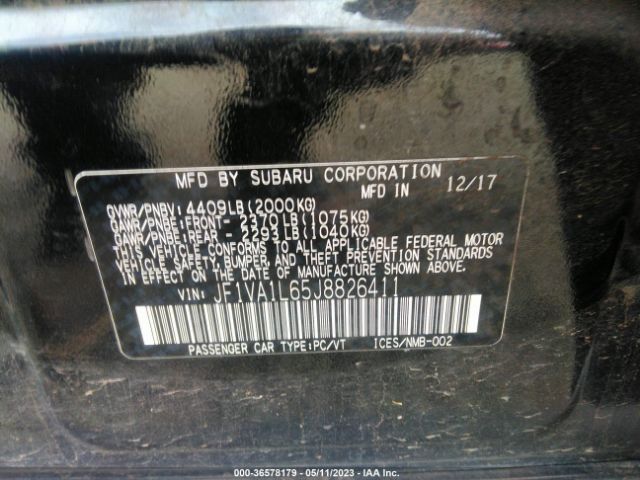 MFD BY SUBARU CORPORATION
MFD IN 12/17
GVWR/PNBV: 4409LB(2000KG)
GAWR/PNBE:FRONT - 2370LB(1075KG)
GAWR/PNBE:REAR - 2293LB(1040KG)
THIS VEHICLE CONFORMS TO ALL APPLICABLE FEDERAL MOTOR
VEHICLE SAFETY, BUMPER, AND THEFT PREVENTION STANDARDS
IN EFFECT ON THE DATE OF MANUFACTURE SHOWN ABOVE.
VIN: JF1VA1L65J8826411
PASSENGER CAR TYPE:PC/VT ICES/NMB-002
000-36578179 - 05/11/2023 - IAA Inc.